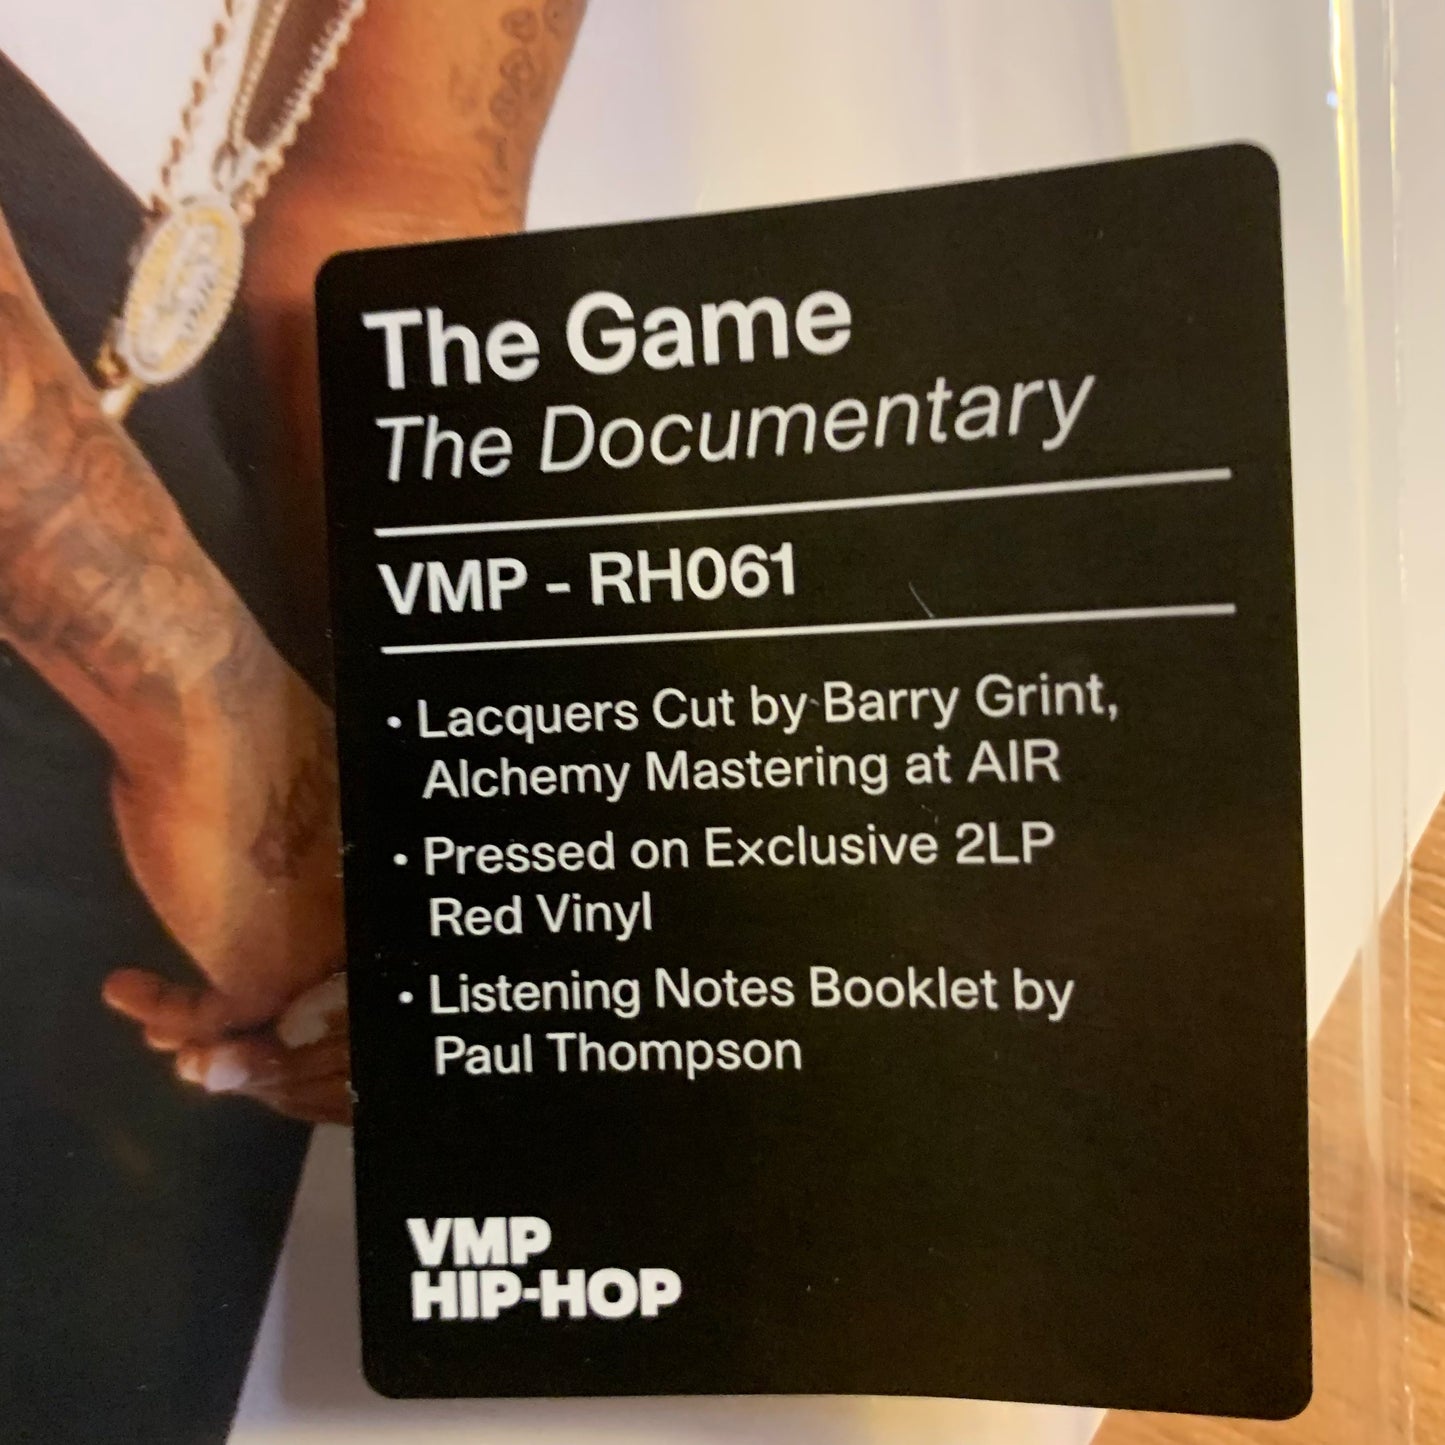 The Game
The Documentary
VMP - RH061
• Lacquers Cut by Barry Grint,
Alchemy Mastering at AIR
• Pressed on Exclusive 2LP
Red Vinyl
• Listening Notes Booklet by
Paul Thompson
VMP
HIP-HOP